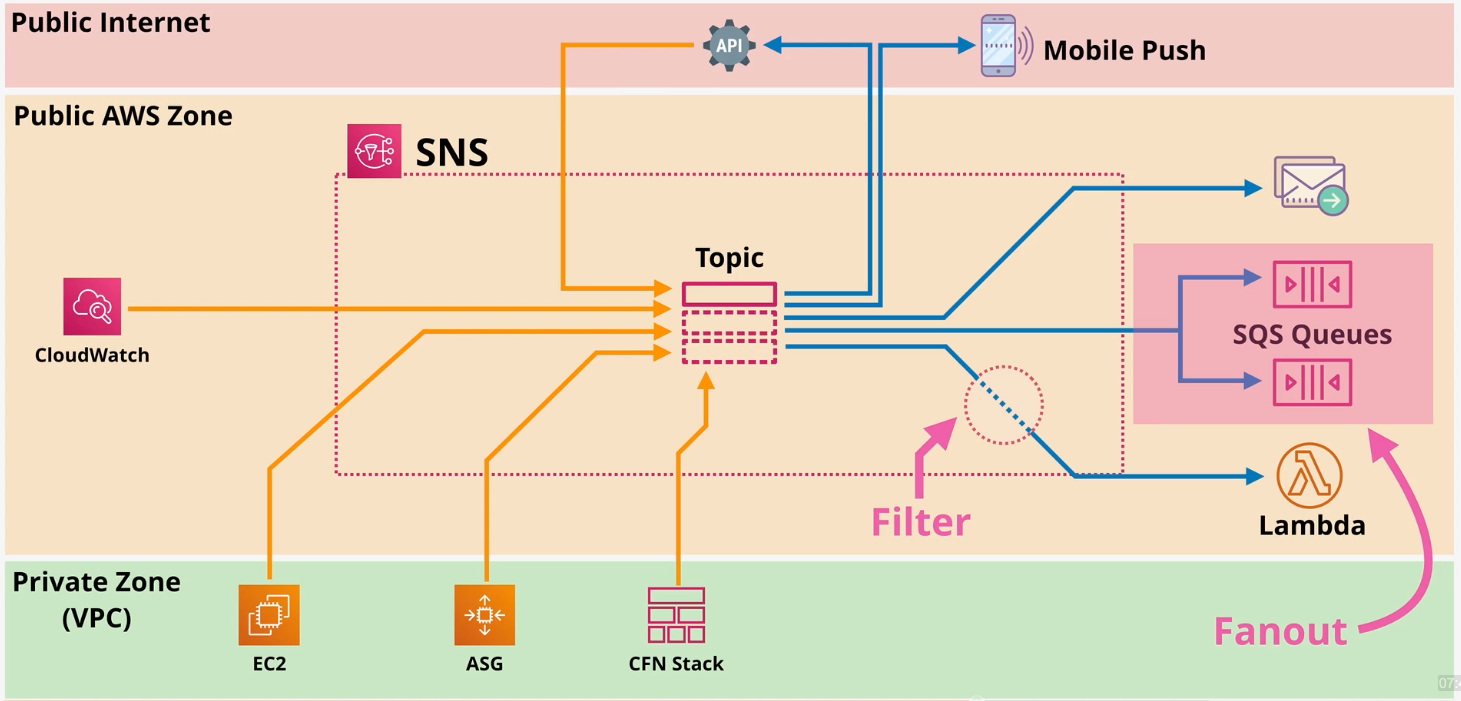 Public Internet
API
Mobile Push
Public AWS Zone
SNS
Topic
CloudWatch
SQS Queues
Filter
Lambda
Private Zone
(VPC)
EC2
ASG
CFN Stack
Fanout